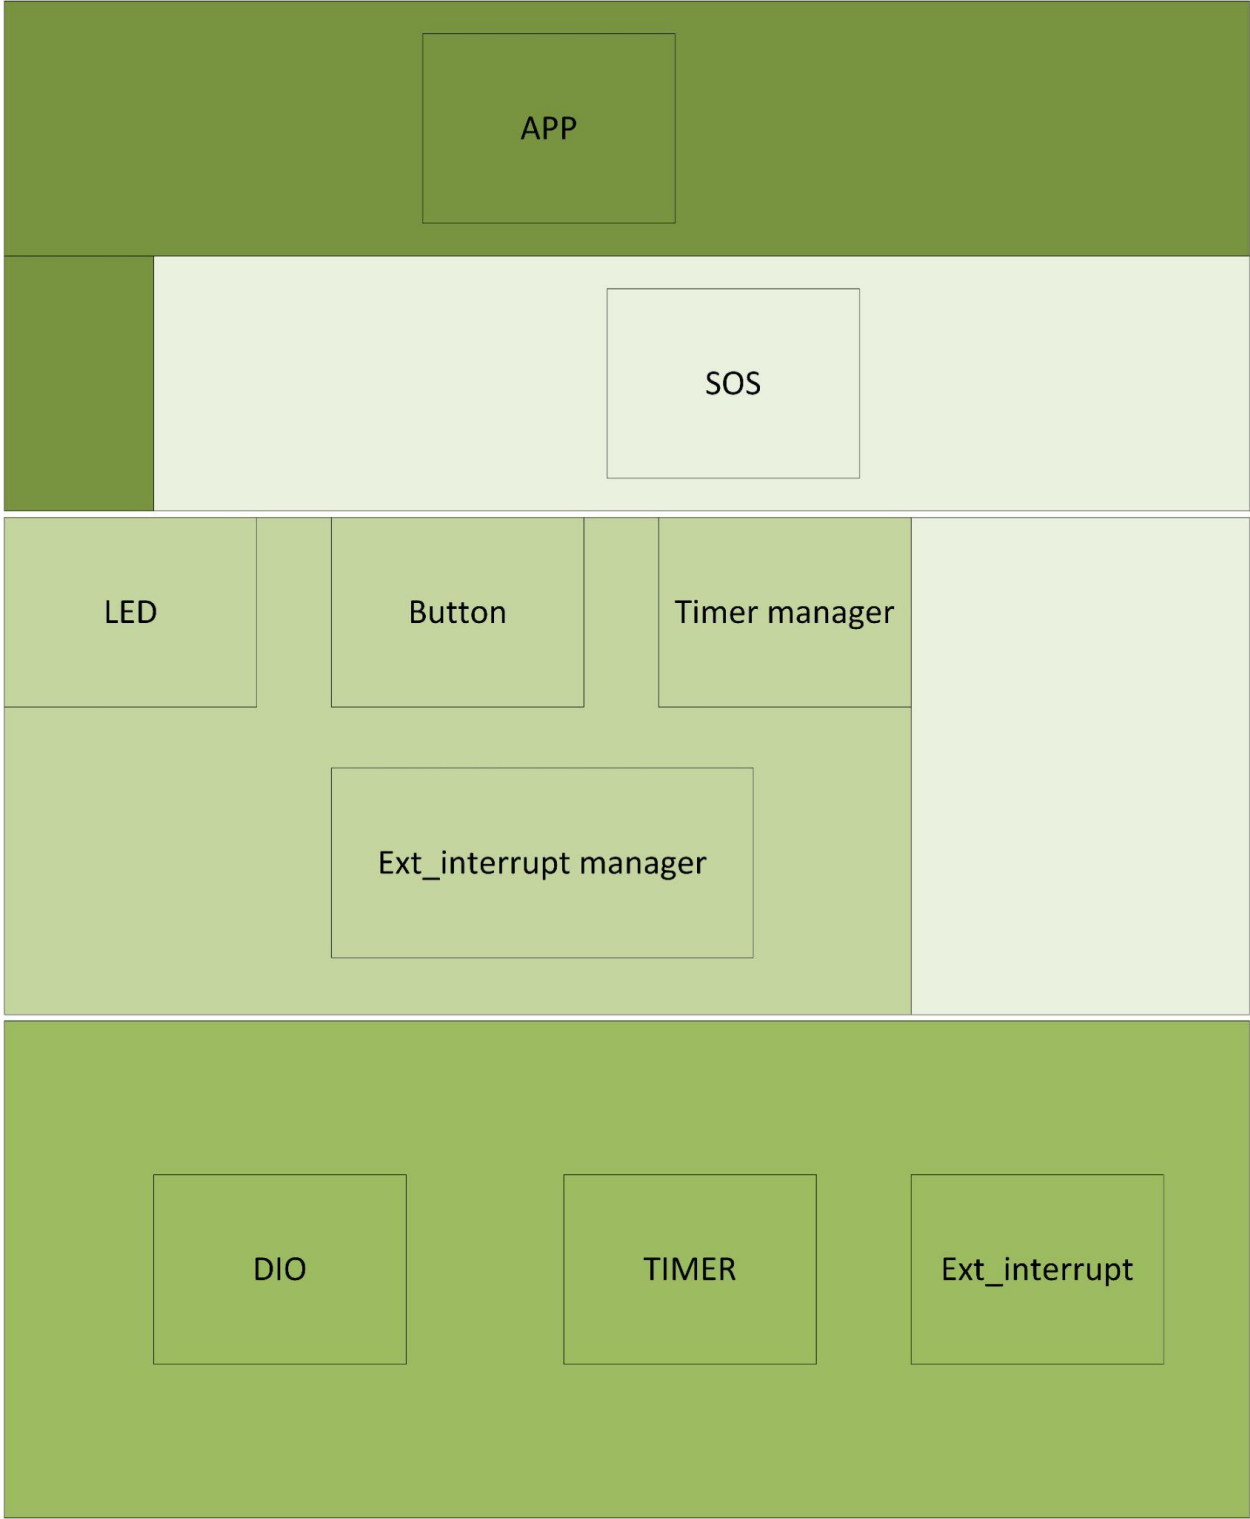 APP
SOS
LED
Button
Timer manager
Ext_interrupt manager
DIO
TIMER
Ext_interrupt